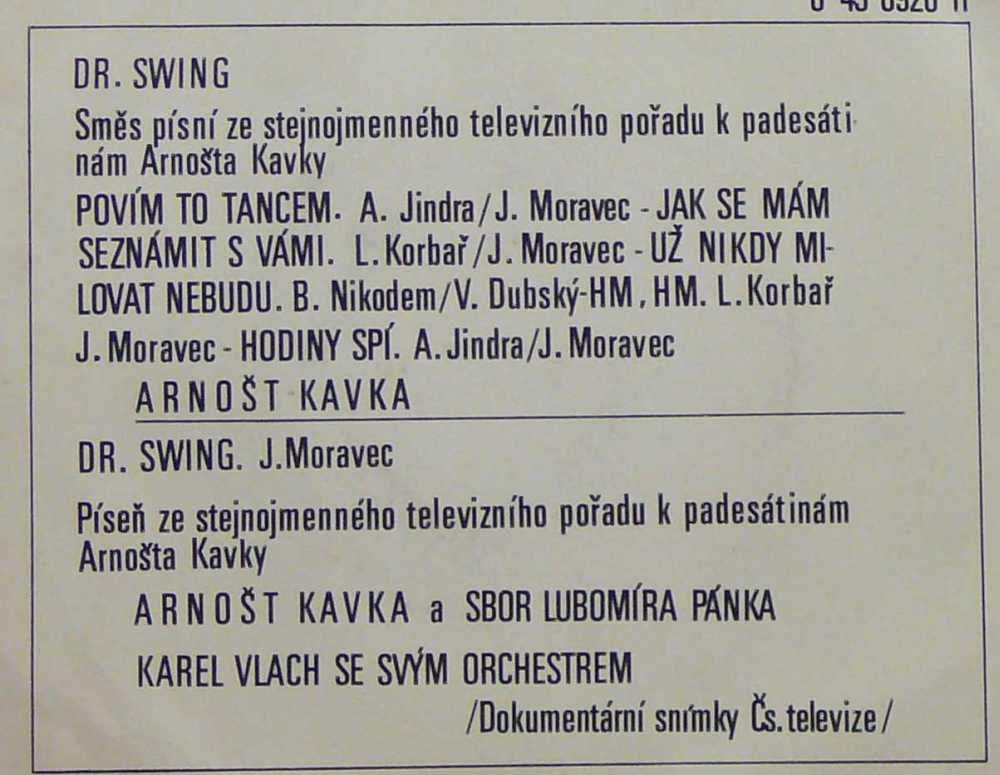 DR. SWING
Směs písní ze stejnojmenného televizního pořadu k padesáti
nám Arnošta Kavky
POVÍM TO TANCEM. A. Jindra/J. Moravec - JAK SE MÁM
SEZNÁMIT S VÁMI. L. Korbař/J. Moravec - UŽ NIKDY MI-
LOVAT NEBUDU. B. Nikodem/V. Dubský-HM, HM. L. Korbař
J. Moravec - HODINY SPÍ. A. Jindra/J. Moravec
ARNOŠT KAVKA
DR. SWING. J. Moravec
Píseň ze stejnojmenného televizního pořadu k padesátinám
Arnošta Kavky
ARNOŠT KAVKA a SBOR LUBOMÍRA PÁNKA
KAREL VLACH SE SVÝM ORCHESTREM
/Dokumentární snímky Čs. televize/